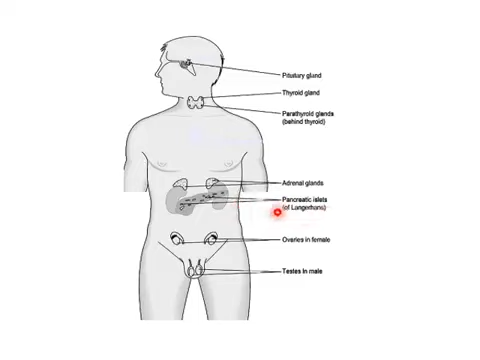 Pituitary gland
Thyroid gland
Parathyroid glands
(behind thyroid)
Adrenal glands
Pancreatic islets
(of Langerhans)
Ovaries in female
Testes in male